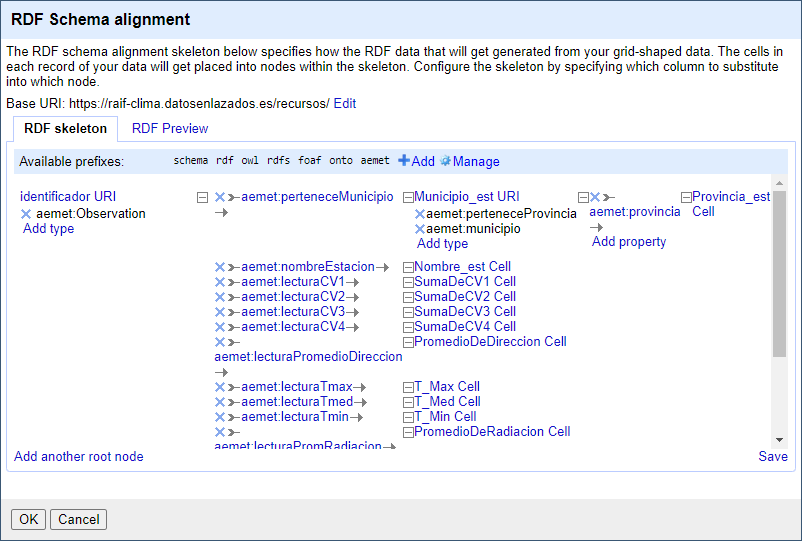 RDF Schema alignment
The RDF schema alignment skeleton below specifies how the RDF data that will get generated from your grid-shaped data. The cells in
each record of your data will get placed into nodes within the skeleton. Configure the skeleton by specifying which column to substitute
into which node.
Base URI: https://raif-clima.datosenlazados.es/recursos/ Edit
RDF skeleton RDF Preview
Available prefixes: schema rdf owl rdfs foaf onto aemet Add Manage
identificador URI aemet:perteneceMunicipio Municipio_est URI Provincia_est
aemet:Observation aemet:perteneceProvincia aemet:provincia Cell
Add type aemet:municipio
Add type Add property
aemet:nombreEstacion Nombre_est Cell
aemet:lecturaCV1 SumaDeCV1 Cell
aemet:lecturaCV2 SumaDeCV2 Cell
aemet:lecturaCV3 SumaDeCV3 Cell
aemet:lecturaCV4 SumaDeCV4 Cell
PromedioDeDireccion Cell
aemet:lecturaPromedioDireccion
aemet:lecturaTmax T_Max Cell
aemet:lecturaTmed T_Med Cell
aemet:lecturaTmin T_Min Cell
PromedioDeRadiacion Cell
aemet:lecturaPromRadiacion
Add another root node Save
OK Cancel